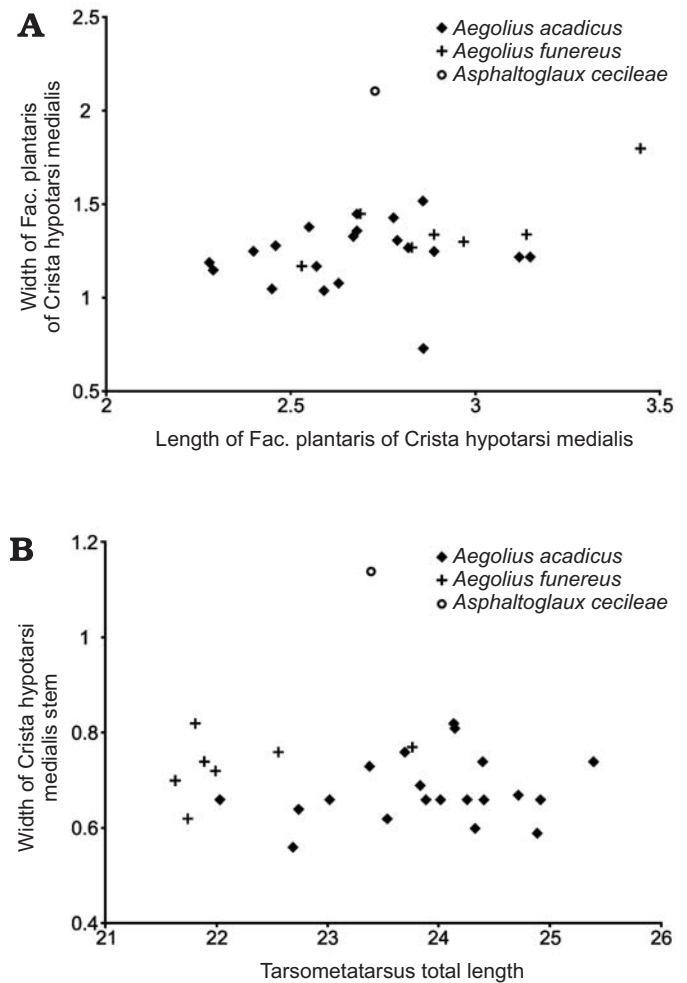 A
2.5
2
1.5
1
0.5
Width of Fac. plantaris
of Crista hypotarsi medialis
Aegolius acadicus
Aegolius funereus
Asphaltoglaux cecileae
2
2.5
3
3.5
Length of Fac. plantaris of Crista hypotarsi medialis
B
1.2
1
0.8
0.6
0.4
Width of Crista hypotarsi
medialis stem
Aegolius acadicus
Aegolius funereus
Asphaltoglaux cecileae
21
22
23
24
25
26
Tarsometatarsus total length